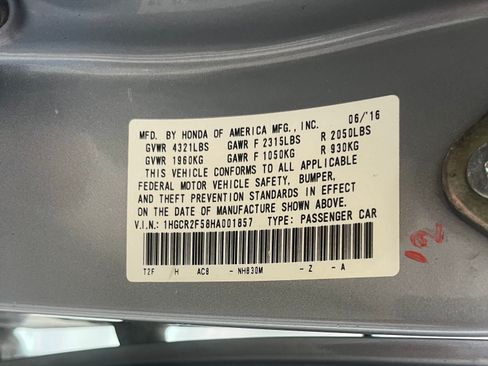 MFD. BY HONDA OF AMERICA MFG., INC. 06/'16
GVWR 4321LBS GAWR F 2315LBS R 2050LBS
GVWR 1960KG GAWR F 1050KG R 930KG
THIS VEHICLE CONFORMS TO ALL APPLICABLE
FEDERAL MOTOR VEHICLE SAFETY, BUMPER,
AND THEFT PREVENTION STANDARDS IN EFFECT
ON THE DATE OF MANUFACTURE SHOWN ABOVE.
V.I.N.: 1HGCR2F58HA001857 TYPE: PASSENGER CAR
T2F H AC8 - NH830M - Z - A